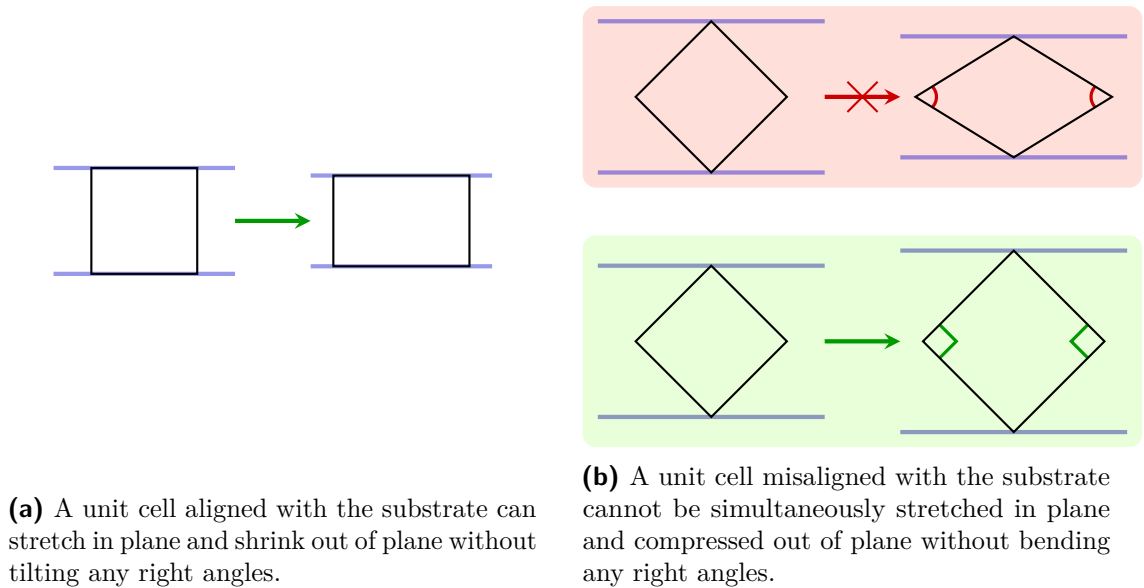 (a) A unit cell aligned with the substrate can
stretch in plane and shrink out of plane without
tilting any right angles.
(b) A unit cell misaligned with the substrate
cannot be simultaneously stretched in plane
and compressed out of plane without bending
any right angles.